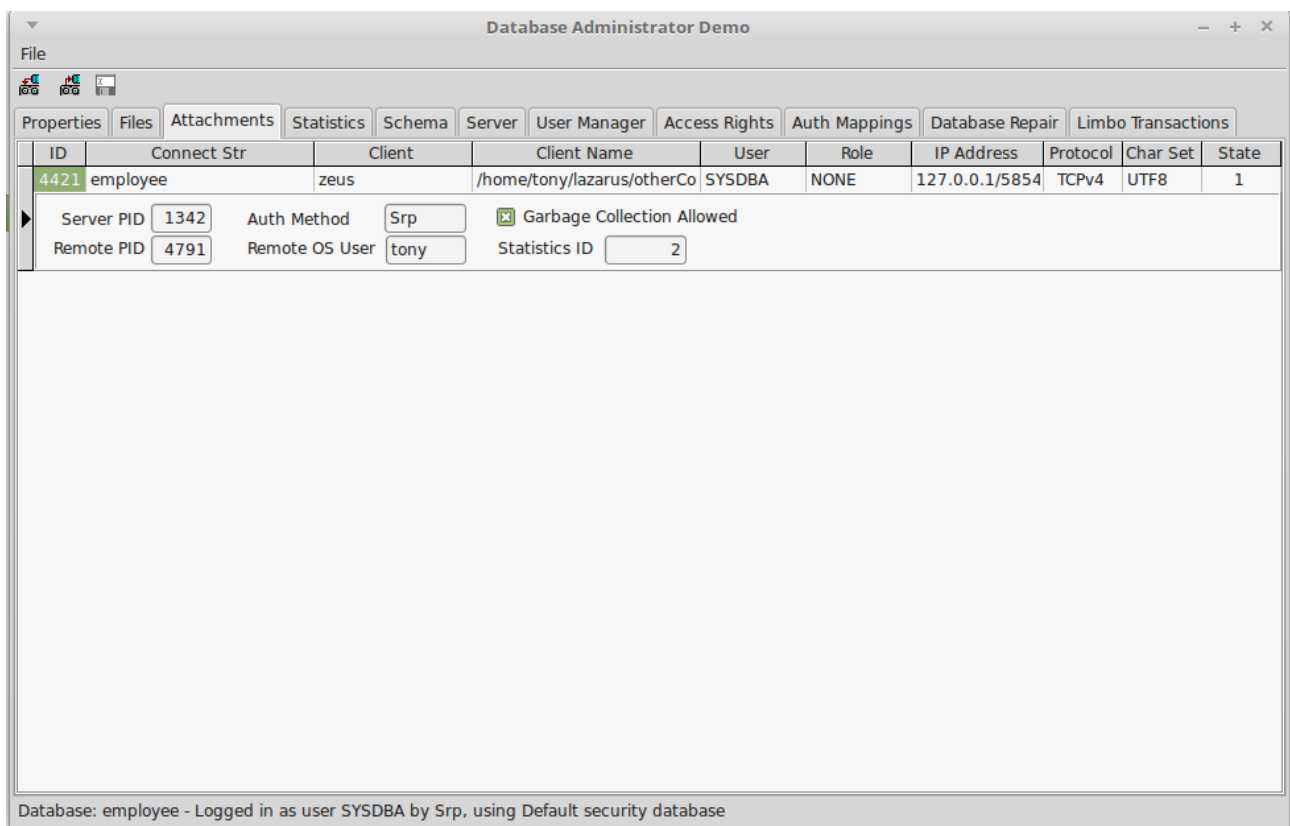 Database Administrator Demo
File
Properties Files Attachments Statistics Schema Server User Manager Access Rights Auth Mappings Database Repair Limbo Transactions
ID Connect Str Client Client Name User Role IP Address Protocol Char Set State
4421 employee zeus /home/tony/lazarus/otherCo SYSDBA NONE 127.0.0.1/5854 TCPv4 UTF8 1
Server PID 1342 Auth Method Srp Garbage Collection Allowed
Remote PID 4791 Remote OS User tony Statistics ID 2
Database: employee - Logged in as user SYSDBA by Srp, using Default security database